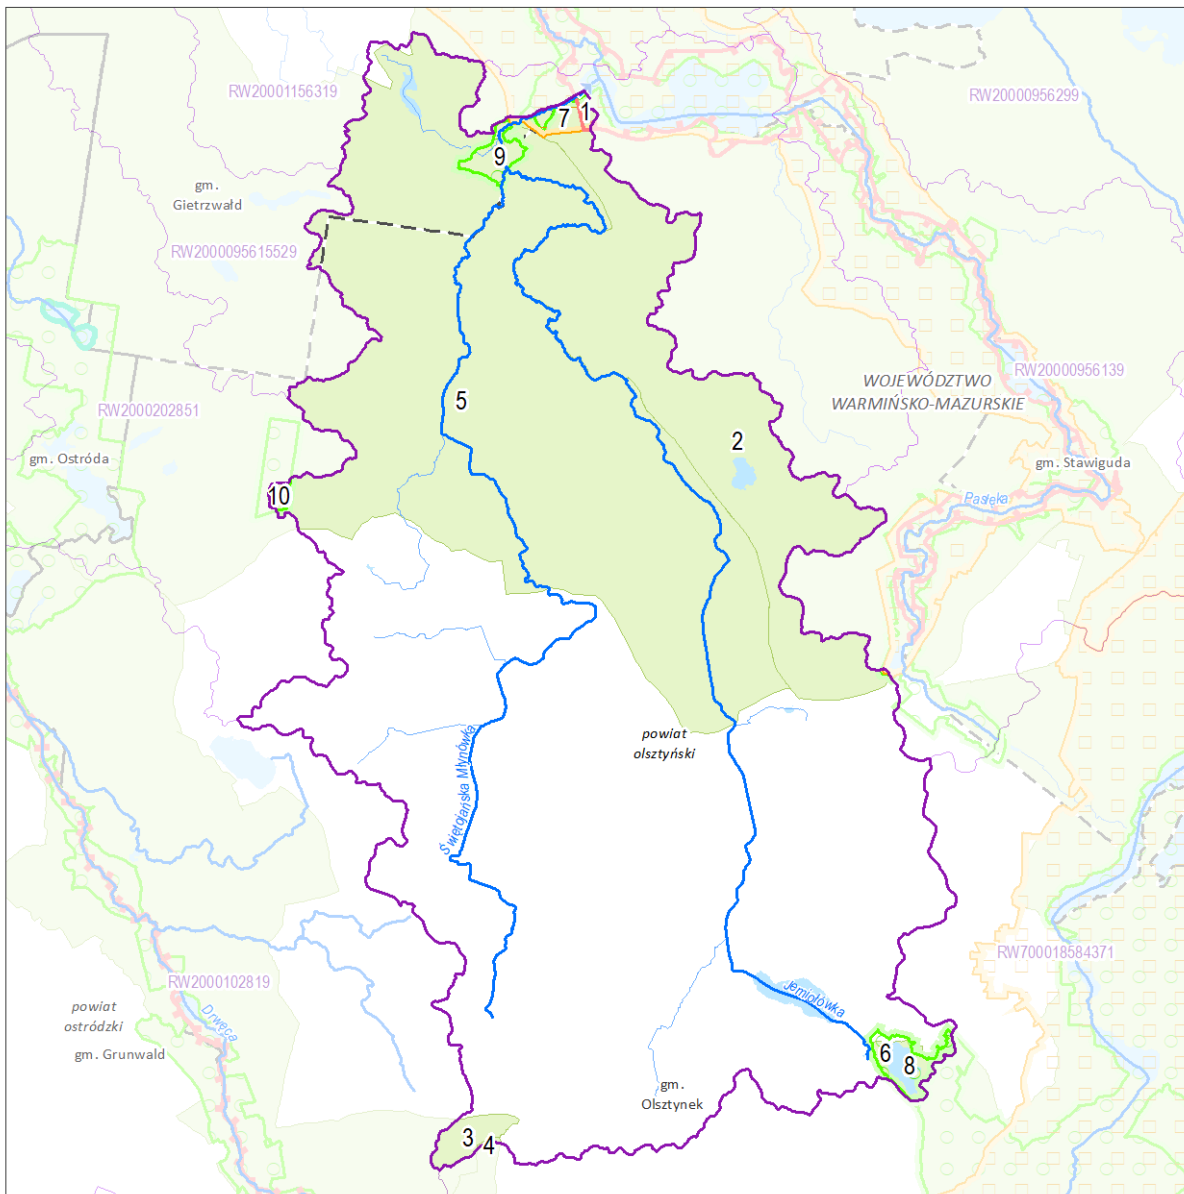 RW20001156319
RW20000956299
1
7
9
gm.
Gietrzwałd
RW2000095615529
WOJEWÓDZTWO
WARMIŃSKO-MAZURSKIE
RW20000956139
RW2000202851
5
2
gm. Ostróda
gm. Stawiguda
10
Pasłęka
powiat
olsztyński
Świętojańska Młynówka
RW700018584371
RW2000102819
Jemiołówka
powiat
ostródzki
Drwęca
gm. Grunwald
6
8
gm.
Olsztynek
3
4